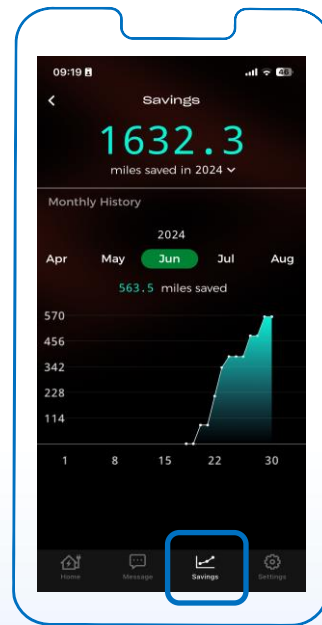 09:19 46
Savings
1632.3
miles saved in 2024
Monthly History
2024
Apr May Jun Jul Aug
563.5 miles saved
570
456
342
228
114
1 8 15 22 30
Home Message Savings Settings